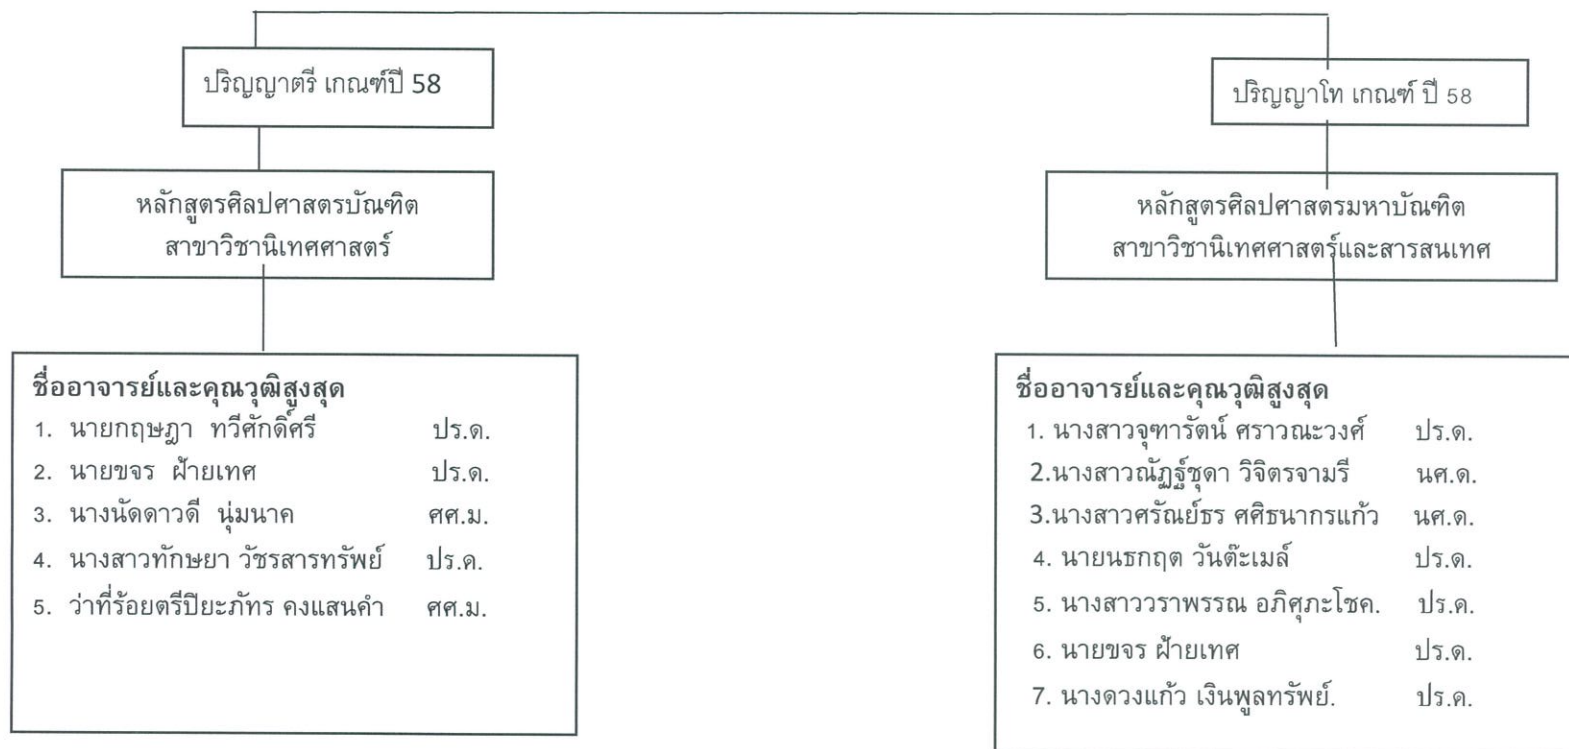 ปริญญาตรี เกณฑ์ปี 58
หลักสูตรศิลปศาสตรบัณฑิต
สาขาวิชานิเทศศาสตร์
ชื่ออาจารย์และคุณวุฒิสูงสุด
1. นายกฤษฎา ทวีศักดิ์ศรี ปร.ด.
2. นายขจร ฝ้ายเทศ ปร.ด.
3. นางนัดดาวดี นุ่มนาค ศศ.ม.
4. นางสาวทักษยา วัชรสารทรัพย์ ปร.ด.
5. ว่าที่ร้อยตรีปิยะภัทร คงแสนคำ ศศ.ม.
ปริญญาโท เกณฑ์ ปี 58
หลักสูตรศิลปศาสตรมหาบัณฑิต
สาขาวิชานิเทศศาสตร์และสารสนเทศ
ชื่ออาจารย์และคุณวุฒิสูงสุด
1. นางสาวจุฑารัตน์ ศราวณะวงศ์ ปร.ด.
2.นางสาวณัฏฐ์ชุดา วิจิตรจามรี นศ.ด.
3.นางสาวศรัณย์ธร ศศิธนากรแก้ว นศ.ด.
4. นายนธกฤต วันต๊ะเมล์ ปร.ด.
5. นางสาววราพรรณ อภิศุภะโชค. ปร.ด.
6. นายขจร ฝ้ายเทศ ปร.ด.
7. นางดวงแก้ว เงินพูลทรัพย์. ปร.ด.